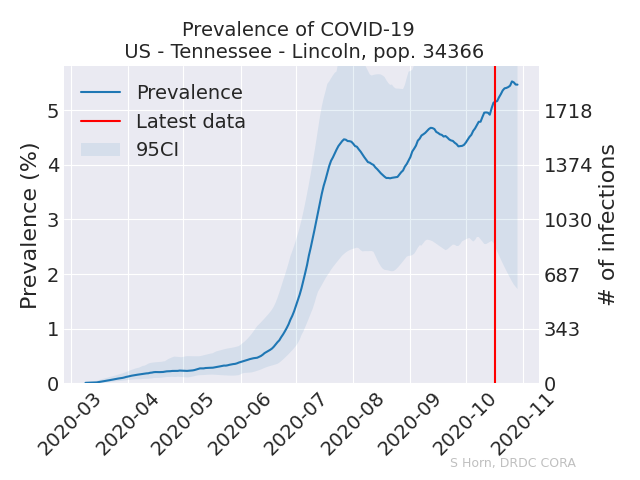 Prevalence of COVID-19
US - Tennessee - Lincoln, pop. 34366
Prevalence
Latest data
95CI
Prevalence (%)
5
4
3
2
1
0
1718
1374
1030
687
343
0
# of infections
2020-03
2020-04
2020-05
2020-06
2020-07
2020-08
2020-09
2020-10
2020-11
S Horn, DRDC CORA